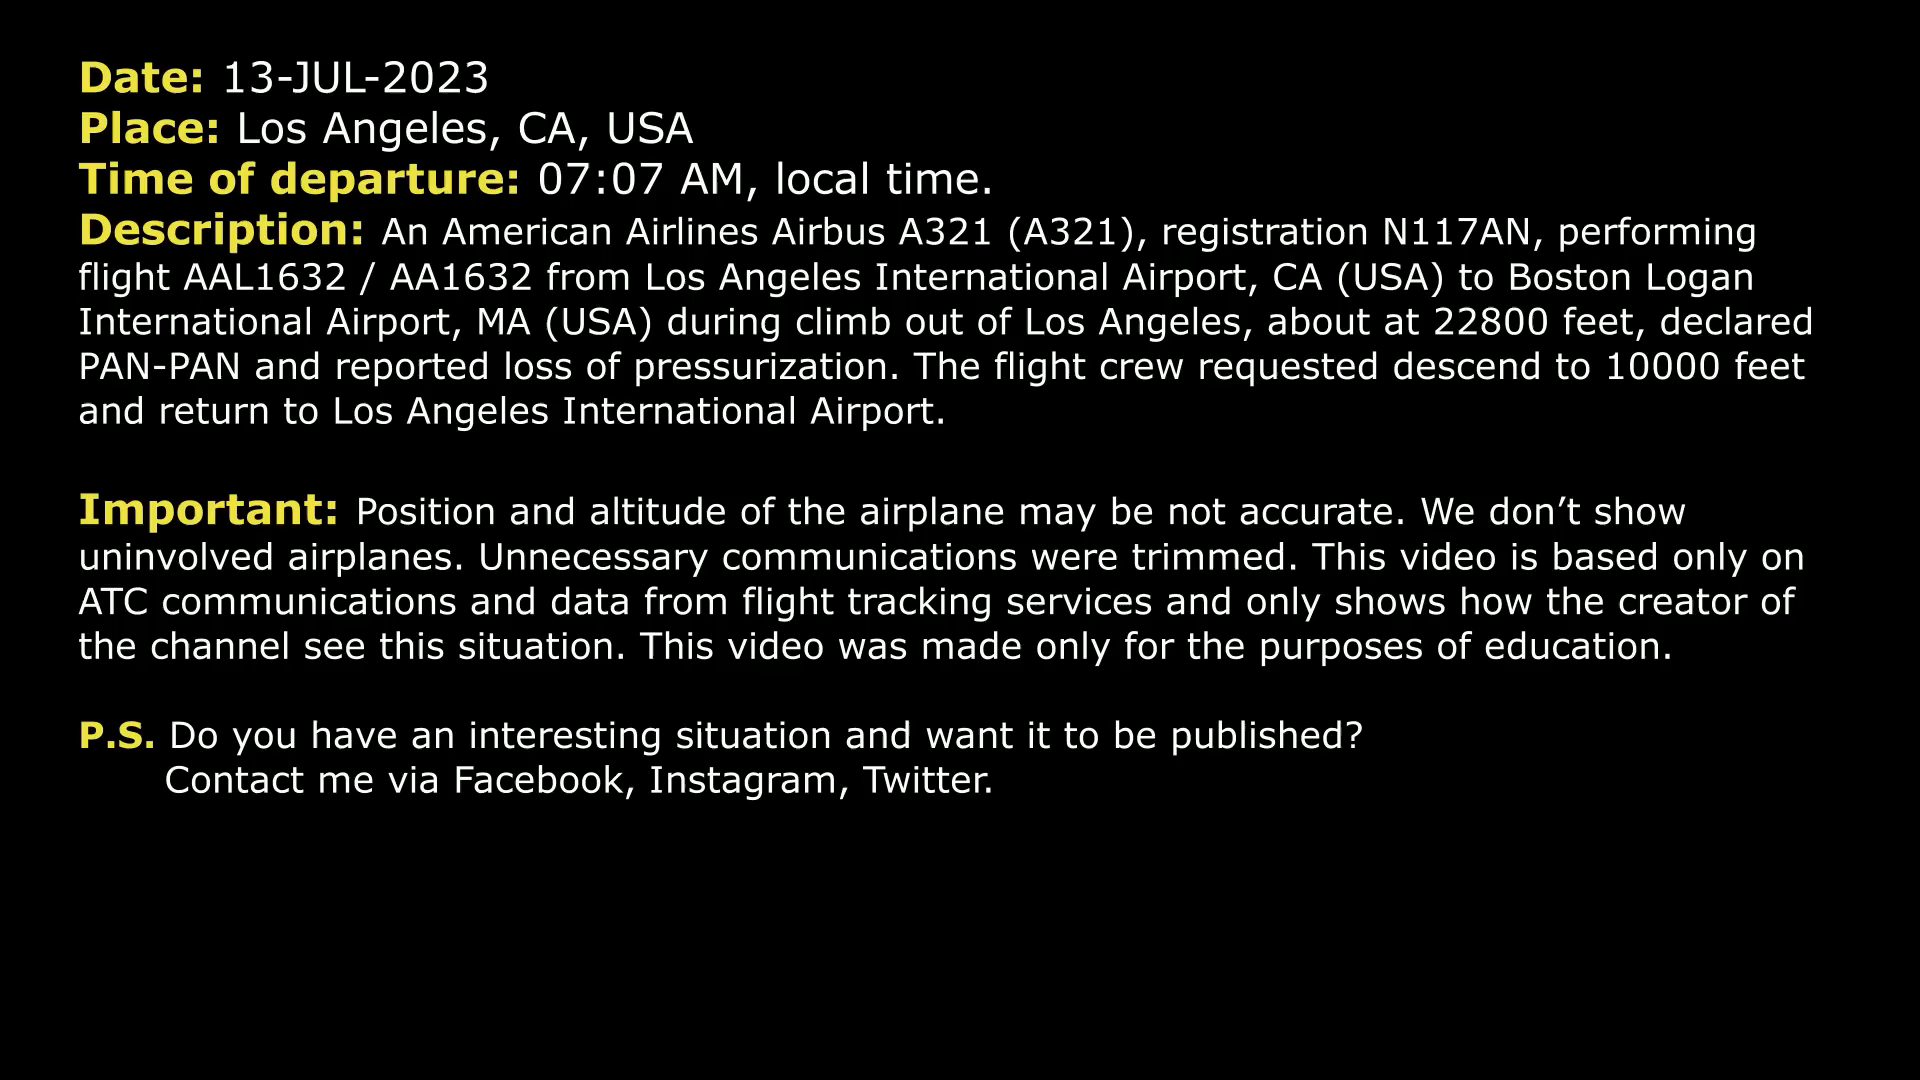 Date: 13-JUL-2023
Place: Los Angeles, CA, USA
Time of departure: 07:07 AM, local time.
Description: An American Airlines Airbus A321 (A321), registration N117AN, performing
flight AAL1632 / AA1632 from Los Angeles International Airport, CA (USA) to Boston Logan
International Airport, MA (USA) during climb out of Los Angeles, about at 22800 feet, declared
PAN-PAN and reported loss of pressurization. The flight crew requested descend to 10000 feet
and return to Los Angeles International Airport.
Important: Position and altitude of the airplane may be not accurate. We don’t show
uninvolved airplanes. Unnecessary communications were trimmed. This video is based only on
ATC communications and data from flight tracking services and only shows how the creator of
the channel see this situation. This video was made only for the purposes of education.
P.S. Do you have an interesting situation and want it to be published?
Contact me via Facebook, Instagram, Twitter.